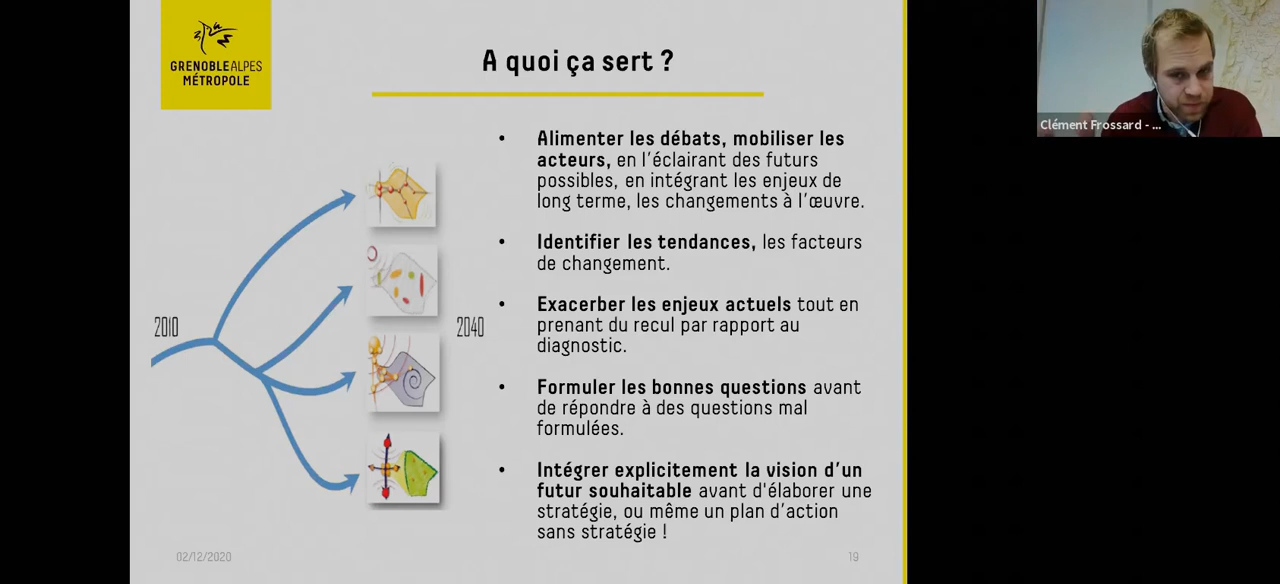 GRENOBLEALPES
MÉTROPOLE
A quoi ça sert ?
Clément Frossard - ...
• Alimenter les débats, mobiliser les
acteurs, en l'éclairant des futurs
possibles, en intégrant les enjeux de
long terme, les changements à l'œuvre.
• Identifier les tendances, les facteurs
de changement.
• Exacerber les enjeux actuels tout en
prenant du recul par rapport au
diagnostic.
• Formuler les bonnes questions avant
de répondre à des questions mal
formulées.
• Intégrer explicitement la vision d'un
futur souhaitable avant d'élaborer une
stratégie, ou même un plan d'action
sans stratégie !
2010
2040
02/12/2020
19